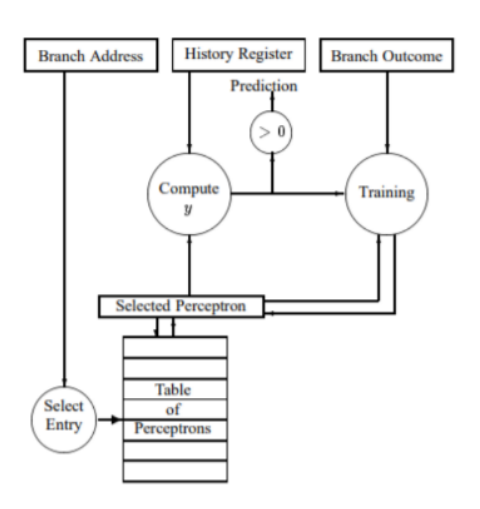 Branch Address
History Register
Branch Outcome
Prediction
> 0
Compute
y
Training
Selected Perceptron
Table
of
Perceptrons
Select
Entry